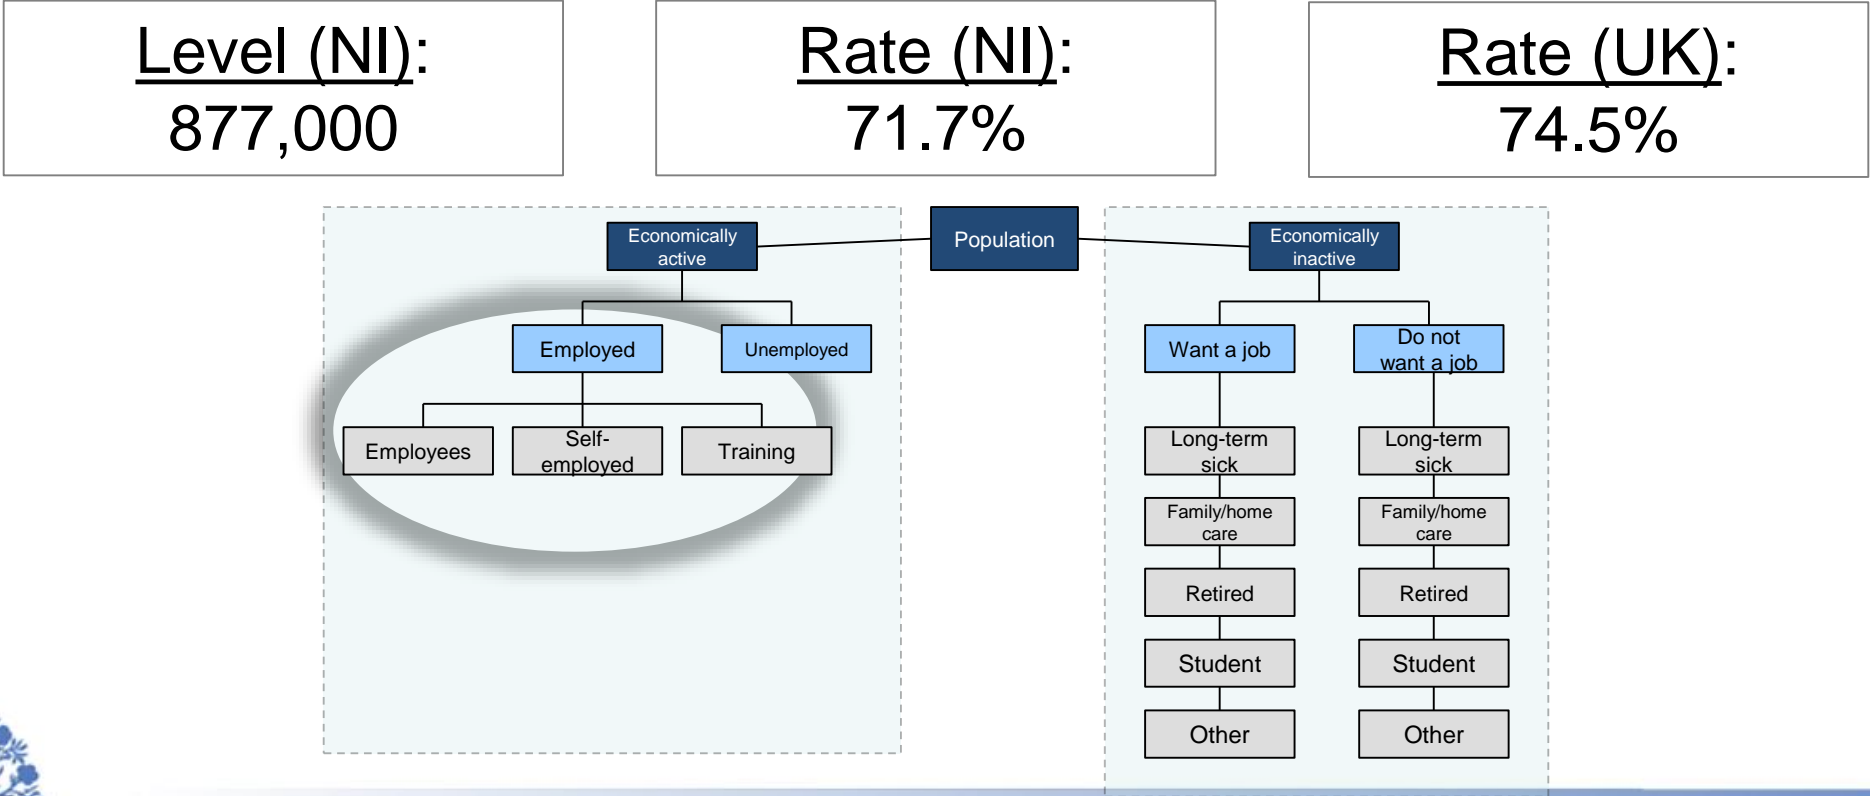 Level (NI):
877,000
Rate (NI):
71.7%
Rate (UK):
74.5%
Population
Economically
active
Economically
inactive
Employed
Unemployed
Want a job
Do not
want a job
Employees
Self-
employed
Training
Long-term
sick
Long-term
sick
Family/home
care
Family/home
care
Retired
Retired
Student
Student
Other
Other